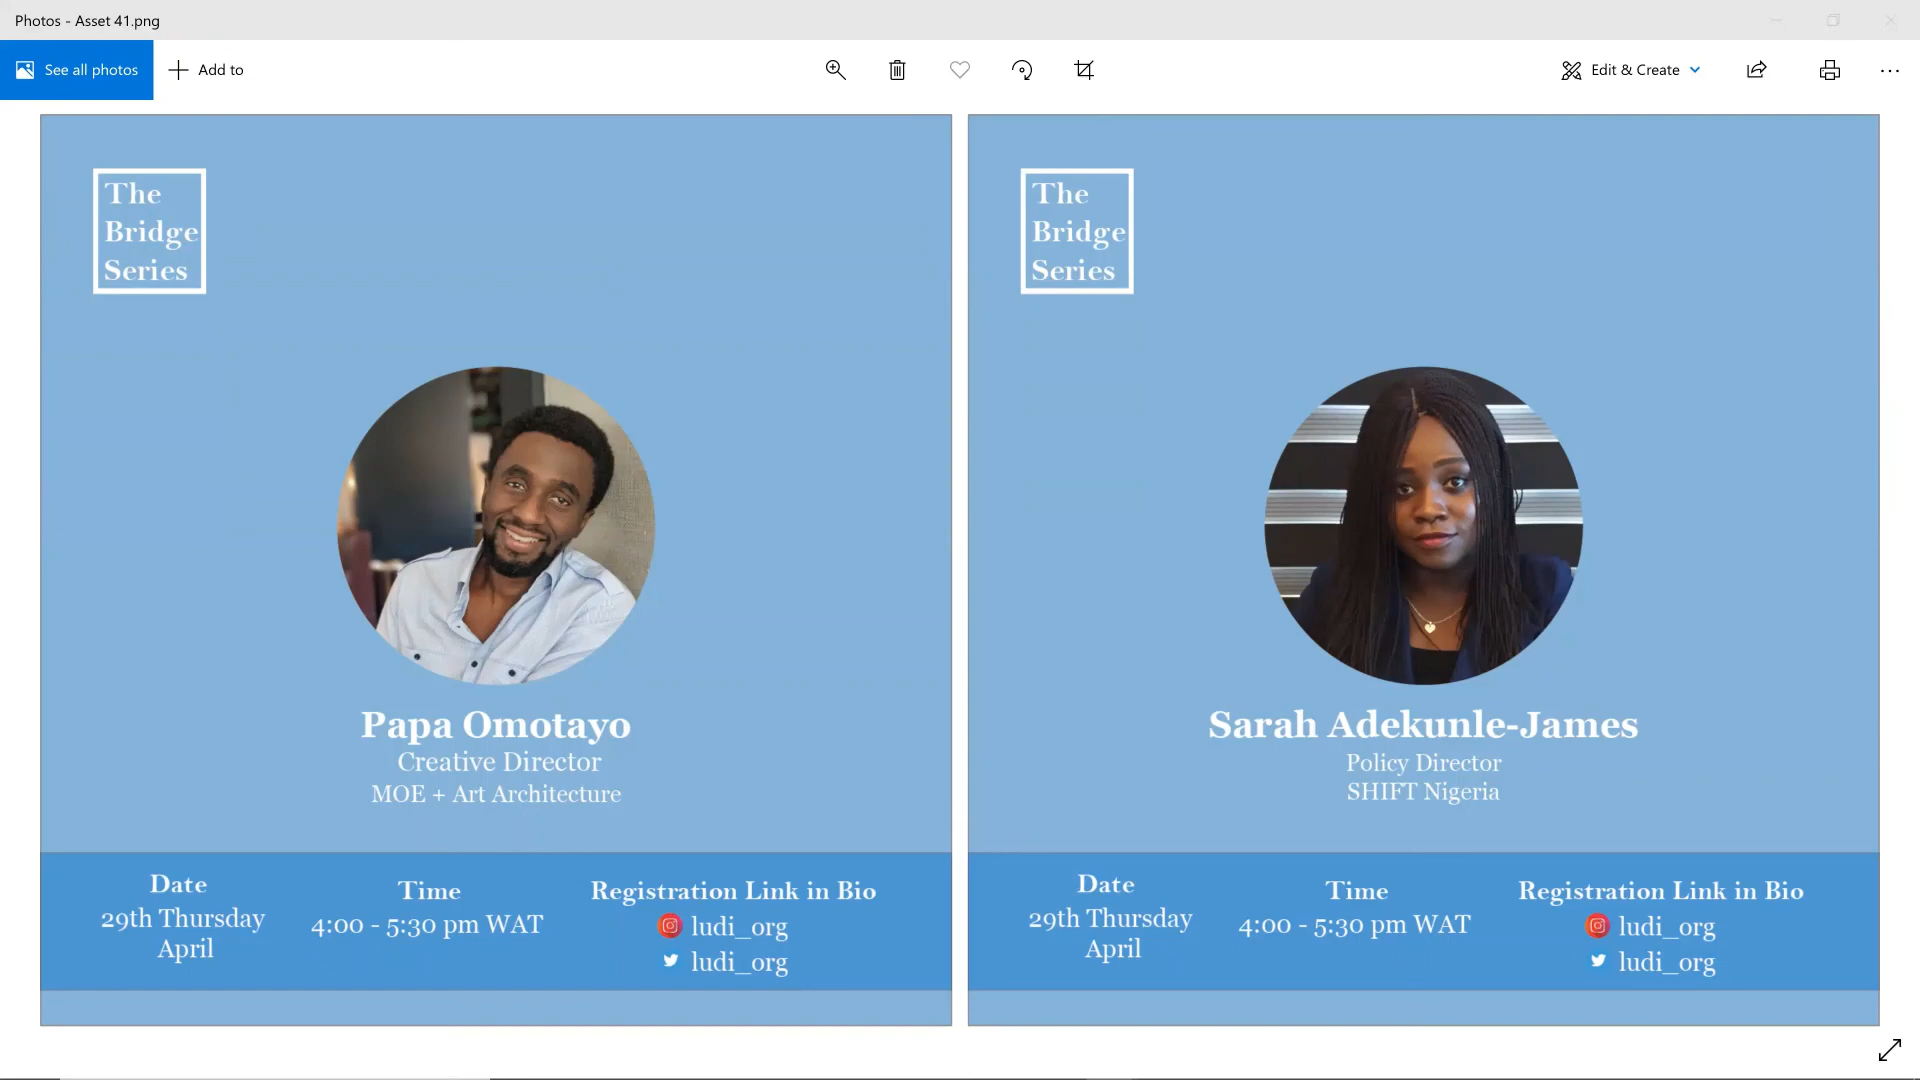 Photos - Asset 41.png
See all photos
Add to
Edit & Create
The
Bridge
Series
Papa Omotayo
Creative Director
MOE + Art Architecture
Date
29th Thursday
April
Time
4:00 - 5:30 pm WAT
Registration Link in Bio
ludi_org
ludi_org
The
Bridge
Series
Sarah Adekunle-James
Policy Director
SHIFT Nigeria
Date
29th Thursday
April
Time
4:00 - 5:30 pm WAT
Registration Link in Bio
ludi_org
ludi_org